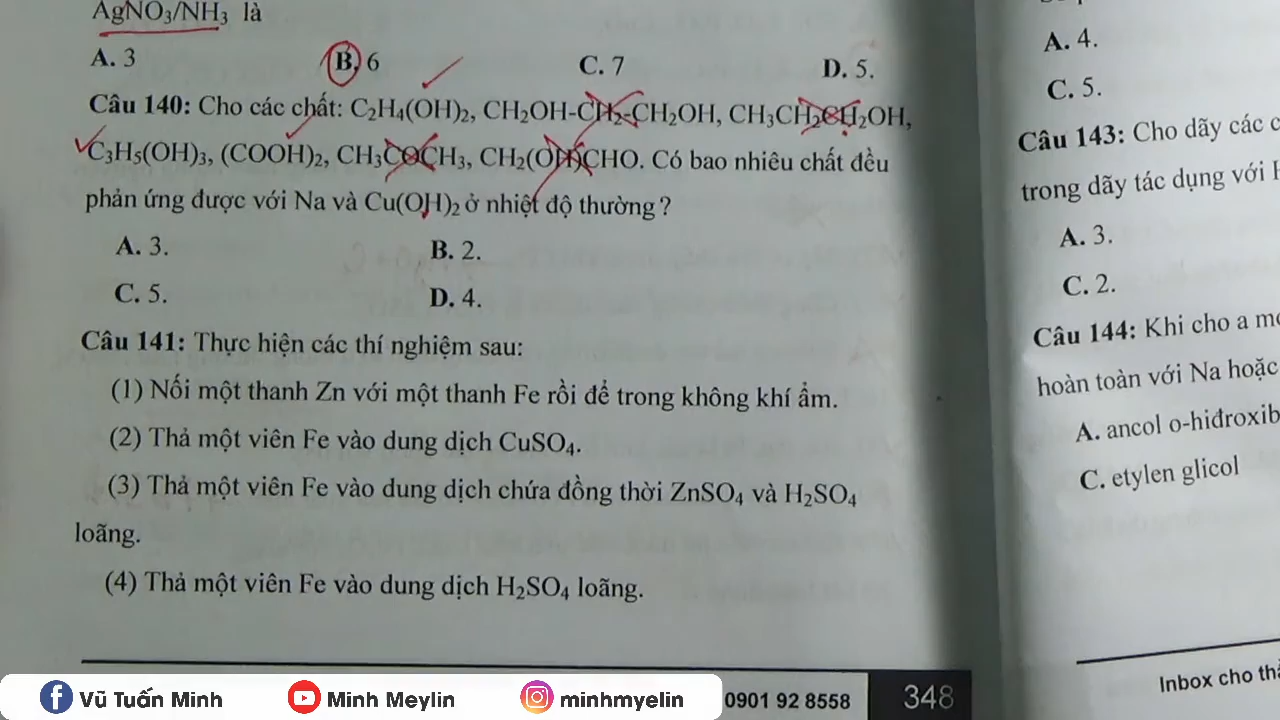 AgNO₃/NH₃ là
A. 3 B. 6 C. 7 D. 5.
Câu 140: Cho các chất: C₂H₄(OH)₂, CH₂OH-CH₂-CH₂OH, CH₃CH₂CH₂OH,
C₃H₅(OH)₃, (COOH)₂, CH₃COCH₃, CH₂(OH)CHO. Có bao nhiêu chất đều
phản ứng được với Na và Cu(OH)₂ ở nhiệt độ thường?
A. 3. B. 2.
C. 5. D. 4.
Câu 141: Thực hiện các thí nghiệm sau:
(1) Nối một thanh Zn với một thanh Fe rồi để trong không khí ẩm.
(2) Thả một viên Fe vào dung dịch CuSO₄.
(3) Thả một viên Fe vào dung dịch chứa đồng thời ZnSO₄ và H₂SO₄
loãng.
(4) Thả một viên Fe vào dung dịch H₂SO₄ loãng.
348
A. 4.
C. 5.
Câu 143: Cho dãy các c
trong dãy tác dụng với
A. 3.
C. 2.
Câu 144: Khi cho a m
hoàn toàn với Na hoặc
A. ancol o-hiđroxib
C. etylen glicol
Inbox cho th
Vũ Tuấn Minh Minh Meylin minhmyelin 0901 92 8558